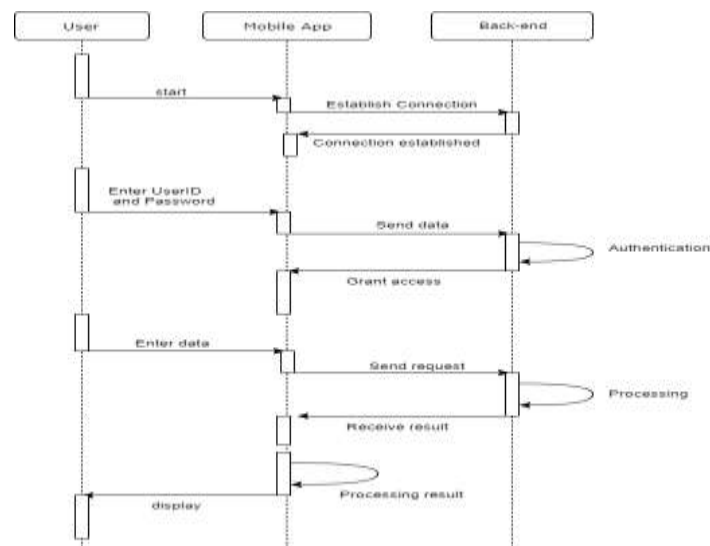 User
Mobile App
Back-end
start
Establish Connection
Connection established
Enter UserID
and Password
Send data
Authentication
Grant access
Enter data
Send request
Processing
Receive result
Processing result
display